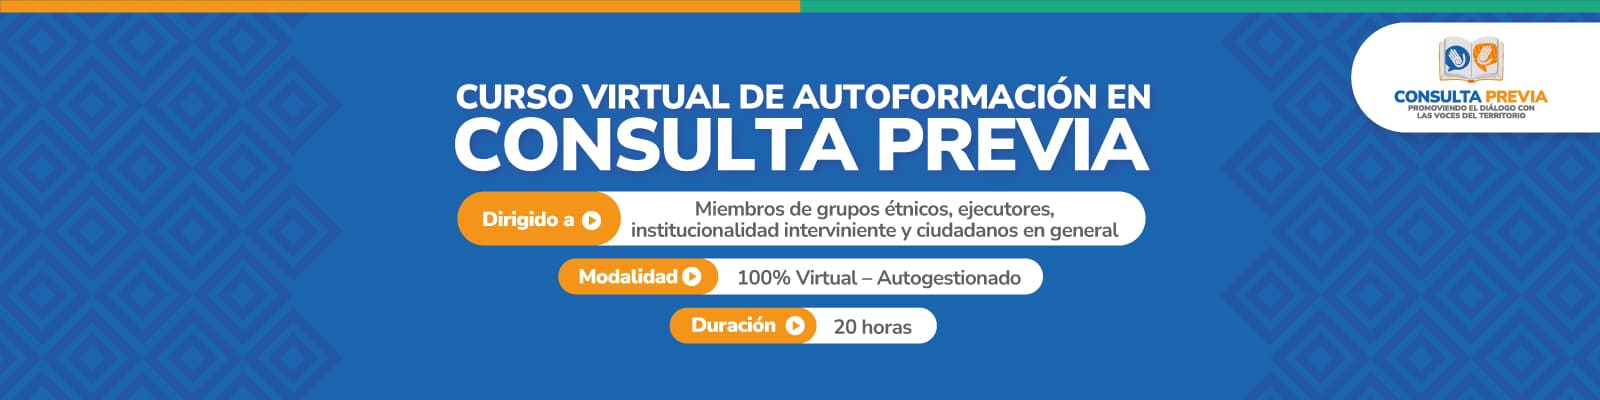 CURSO VIRTUAL DE AUTOFORMACIÓN EN
CONSULTA PREVIA
Dirigido a
Miembros de grupos étnicos, ejecutores,
institucionalidad interviniente y ciudadanos en general
Modalidad
100% Virtual – Autogestionado
Duración
20 horas
CONSULTA PREVIA
PROMOVIENDO EL DIÁLOGO CON
LAS VOCES DEL TERRITORIO